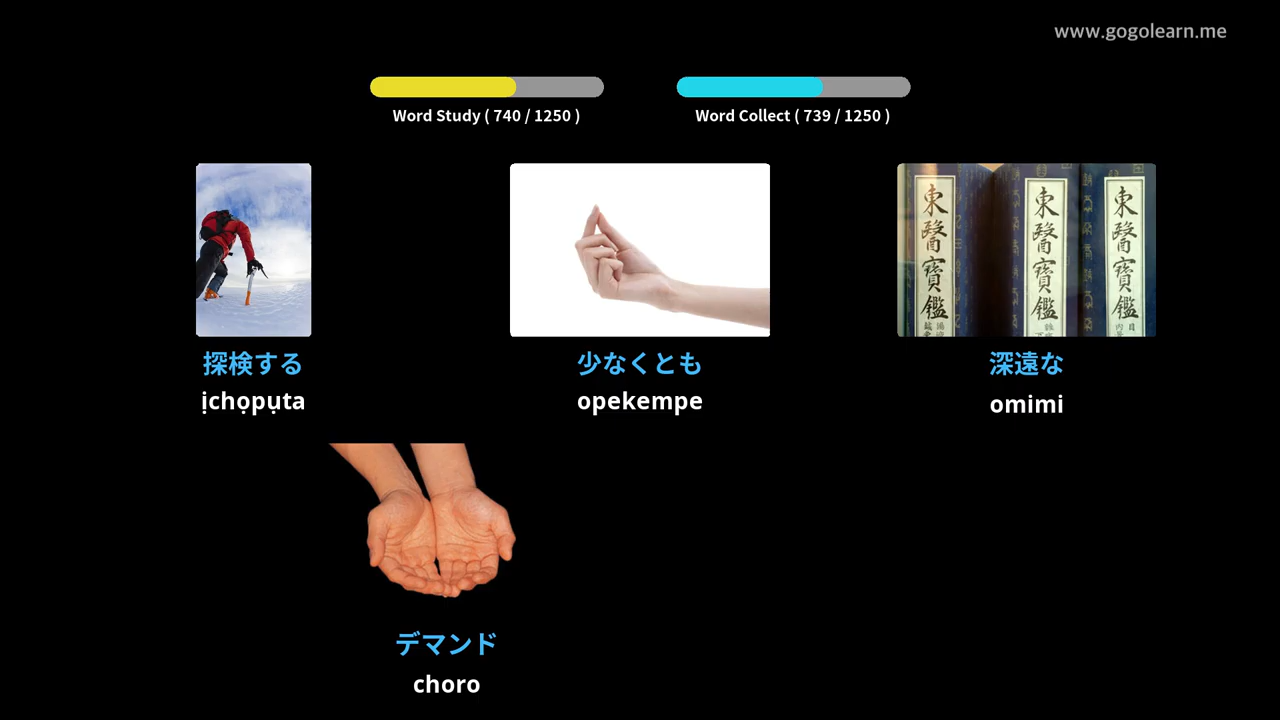 www.gogolearn.me
Word Study ( 740 / 1250 )
Word Collect ( 739 / 1250 )
東醫寶鑑
東醫寶鑑
東醫寶鑑
探検する
少なくとも
深遠な
ịchọpụta
opekempe
omimi
デマンド
choro